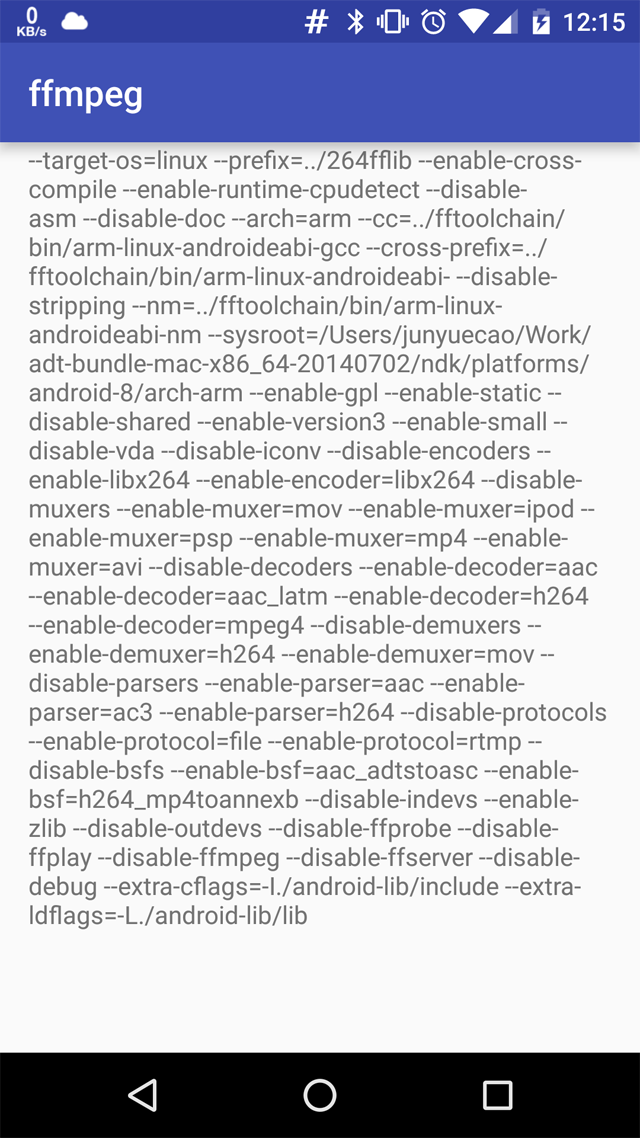 0
KB/s
12:15
ffmpeg
--target-os=linux --prefix=../264fflib --enable-cross-
compile --enable-runtime-cpudetect --disable-
asm --disable-doc --arch=arm --cc=../fftoolchain/
bin/arm-linux-androideabi-gcc --cross-prefix=../
fftoolchain/bin/arm-linux-androideabi- --disable-
stripping --nm=../fftoolchain/bin/arm-linux-
androideabi-nm --sysroot=/Users/junyuecao/Work/
adt-bundle-mac-x86_64-20140702/ndk/platforms/
android-8/arch-arm --enable-gpl --enable-static --
disable-shared --enable-version3 --enable-small --
disable-vda --disable-iconv --disable-encoders --
enable-libx264 --enable-encoder=libx264 --disable-
muxers --enable-muxer=mov --enable-muxer=ipod --
enable-muxer=psp --enable-muxer=mp4 --enable-
muxer=avi --disable-decoders --enable-decoder=aac
--enable-decoder=aac_latm --enable-decoder=h264
--enable-decoder=mpeg4 --disable-demuxers --
enable-demuxer=h264 --enable-demuxer=mov --
disable-parsers --enable-parser=aac --enable-
parser=ac3 --enable-parser=h264 --disable-protocols
--enable-protocol=file --enable-protocol=rtmp --
disable-bsfs --enable-bsf=aac_adtstoasc --enable-
bsf=h264_mp4toannexb --disable-indevs --enable-
zlib --disable-outdevs --disable-ffprobe --disable-
ffplay --disable-ffmpeg --disable-ffserver --disable-
debug --extra-cflags=-I./android-lib/include --extra-
ldflags=-L./android-lib/lib